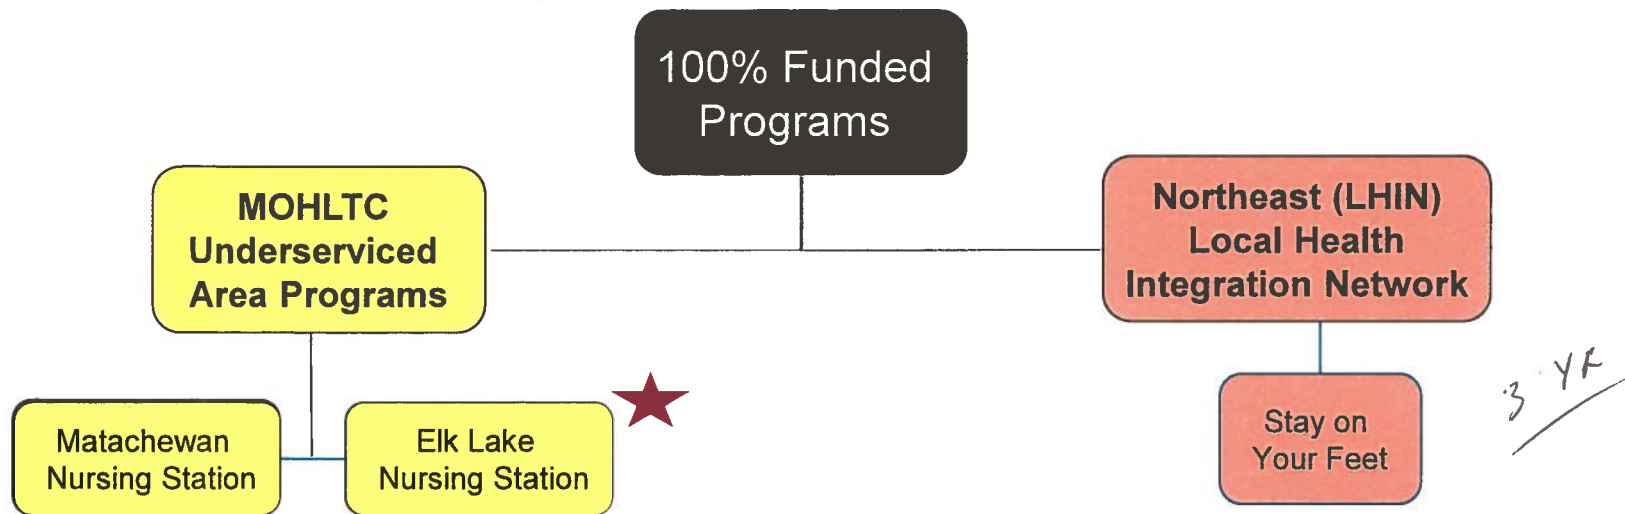 100% Funded
Programs
MOHLTC
Underserviced
Area Programs
Northeast (LHIN)
Local Health
Integration Network
Matachewan
Nursing Station
Elk Lake
Nursing Station
Stay on
Your Feet
3 YR